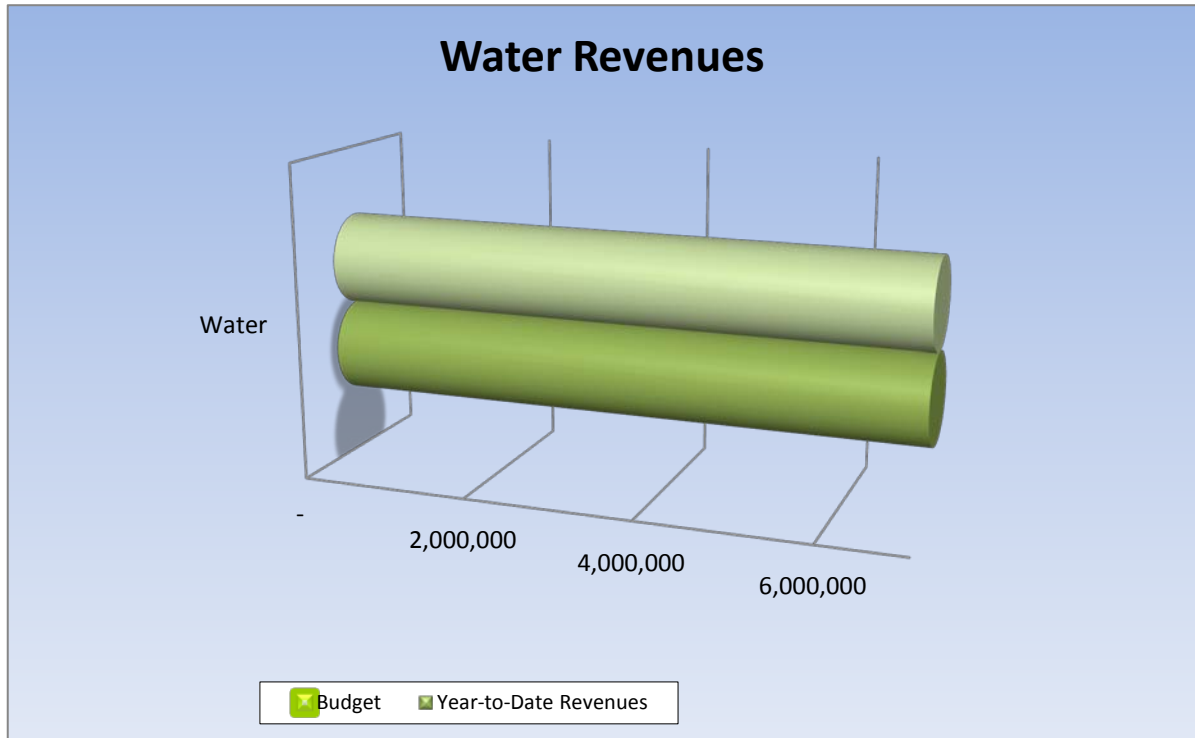 Water Revenues
Water
-
2,000,000
4,000,000
6,000,000
Budget
Year-to-Date Revenues